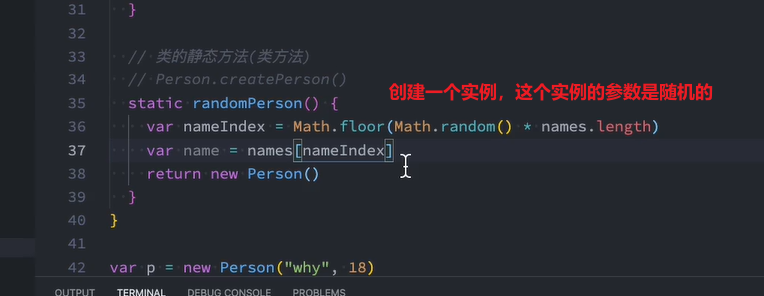 31 }
32
33 // 类的静态方法(类方法)
34 // Person.createPerson()
创建一个实例，这个实例的参数是随机的
35 static randomPerson() {
36 var nameIndex = Math.floor(Math.random() * names.length)
37 var name = names[nameIndex]
38 return new Person()
39 }
40 }
41
42 var p = new Person("why", 18)
OUTPUT TERMINAL DEBUG CONSOLE PROBLEMS